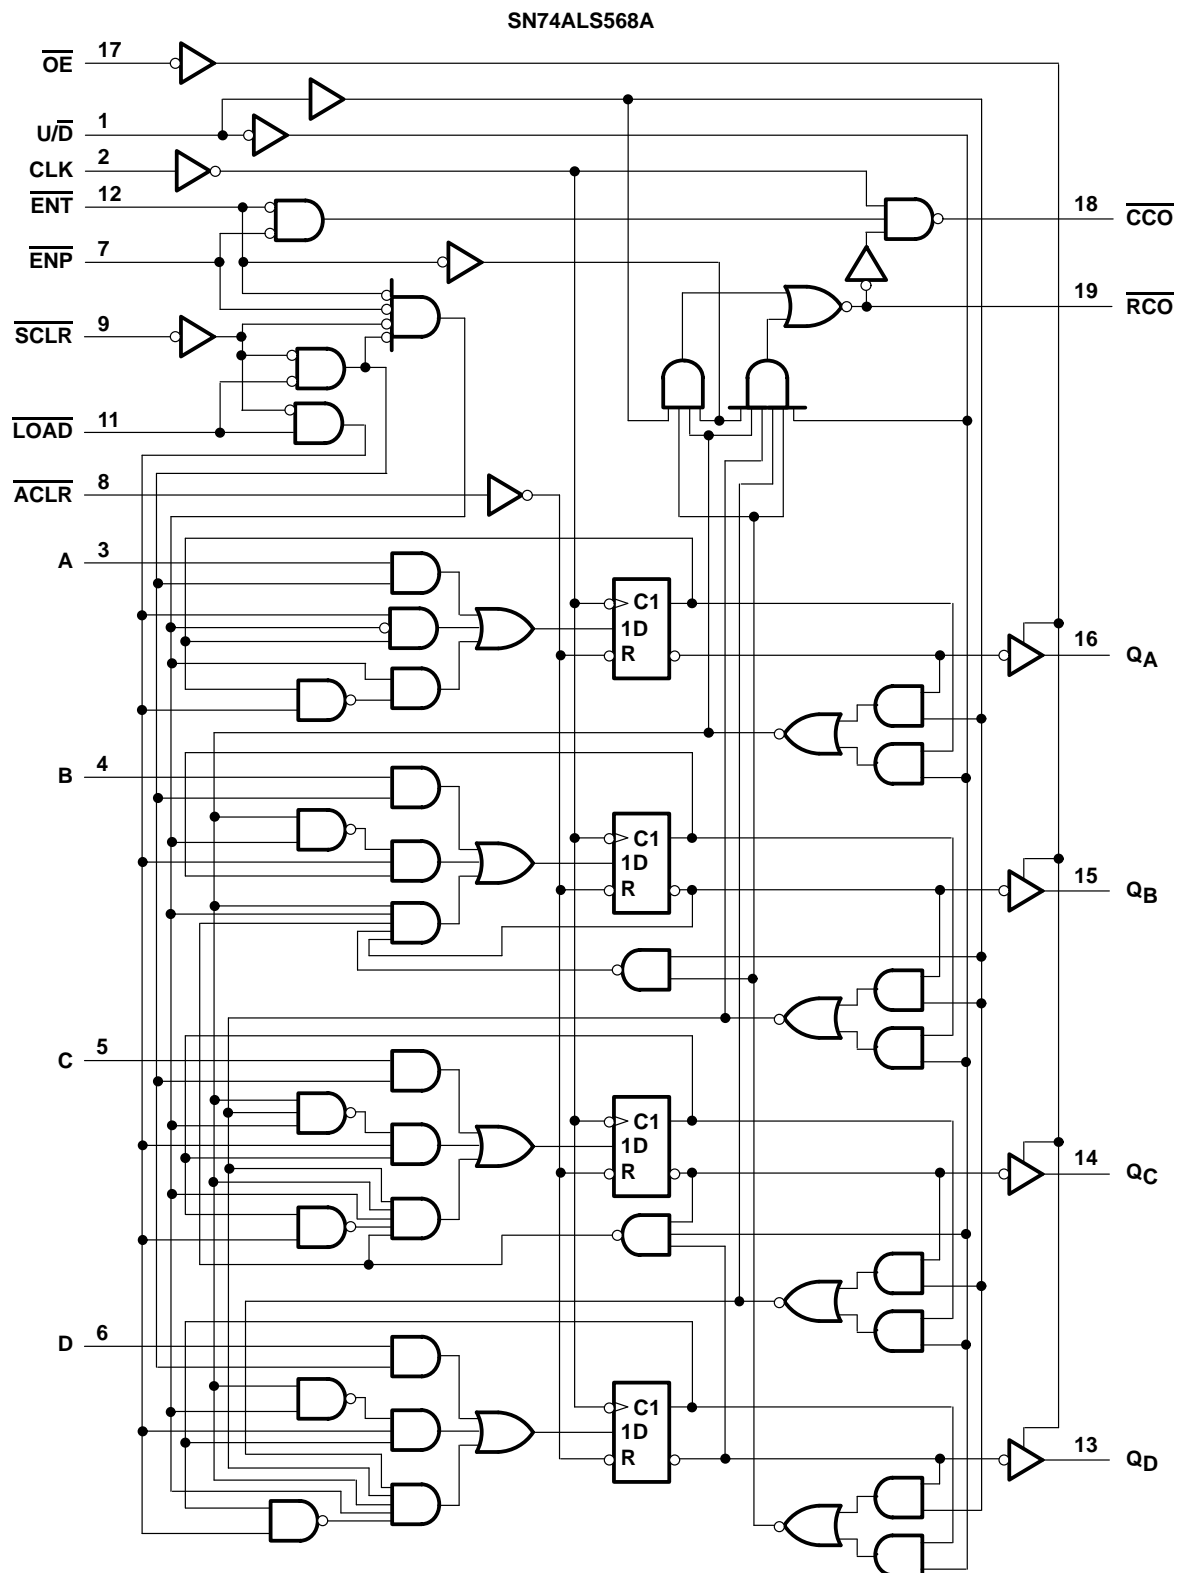 SN74ALS568A
OE 17
U/D 1
CLK 2
ENT 12
ENP 7
SCLR 9
LOAD 11
ACLR 8
18 CCO
19 RCO
A 3
C1
1D
R
16 QA
B 4
C1
1D
R
15 QB
C 5
C1
1D
R
14 QC
D 6
C1
1D
R
13 QD